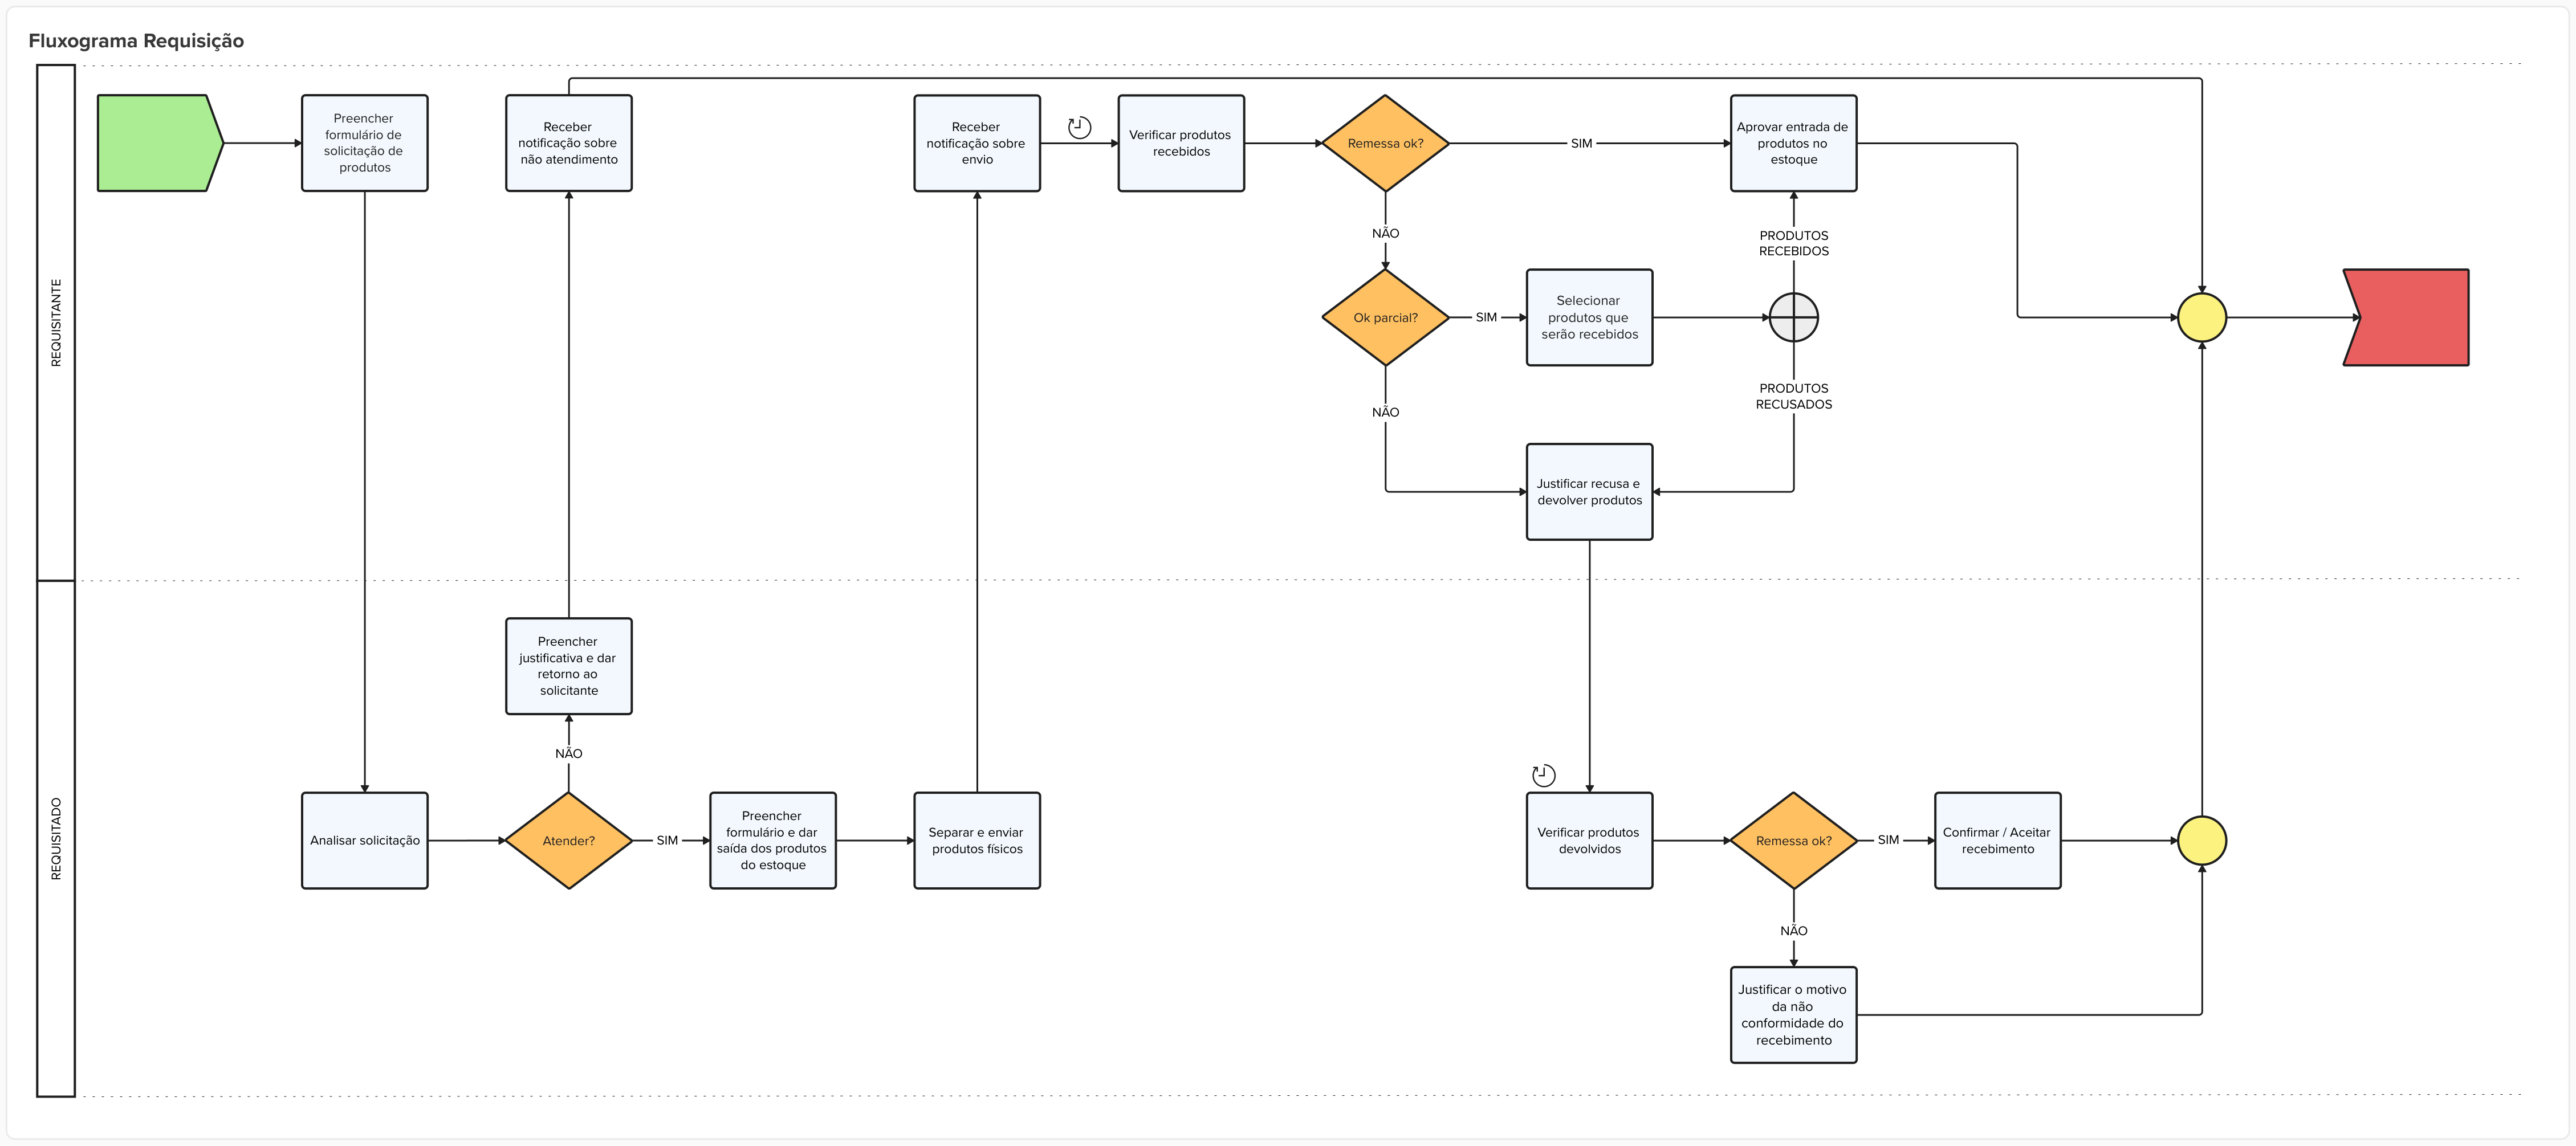 Fluxograma Requisição
REQUISITANTE
Preencher
formulário de
solicitação de
produtos
Receber
notificação sobre
não atendimento
Receber
notificação sobre
envio
Verificar produtos
recebidos
Remessa ok?
SIM
Aprovar entrada de
produtos no
estoque
NÃO
PRODUTOS
RECEBIDOS
Ok parcial?
SIM
Selecionar
produtos que
serão recebidos
NÃO
PRODUTOS
RECUSADOS
Justificar recusa e
devolver produtos
REQUISITADO
Preencher
justificativa e dar
retorno ao
solicitante
NÃO
Analisar solicitação
Atender?
SIM
Preencher
formulário e dar
saída dos produtos
do estoque
Separar e enviar
produtos físicos
Verificar produtos
devolvidos
Remessa ok?
SIM
Confirmar / Aceitar
recebimento
NÃO
Justificar o motivo
da não
conformidade do
recebimento